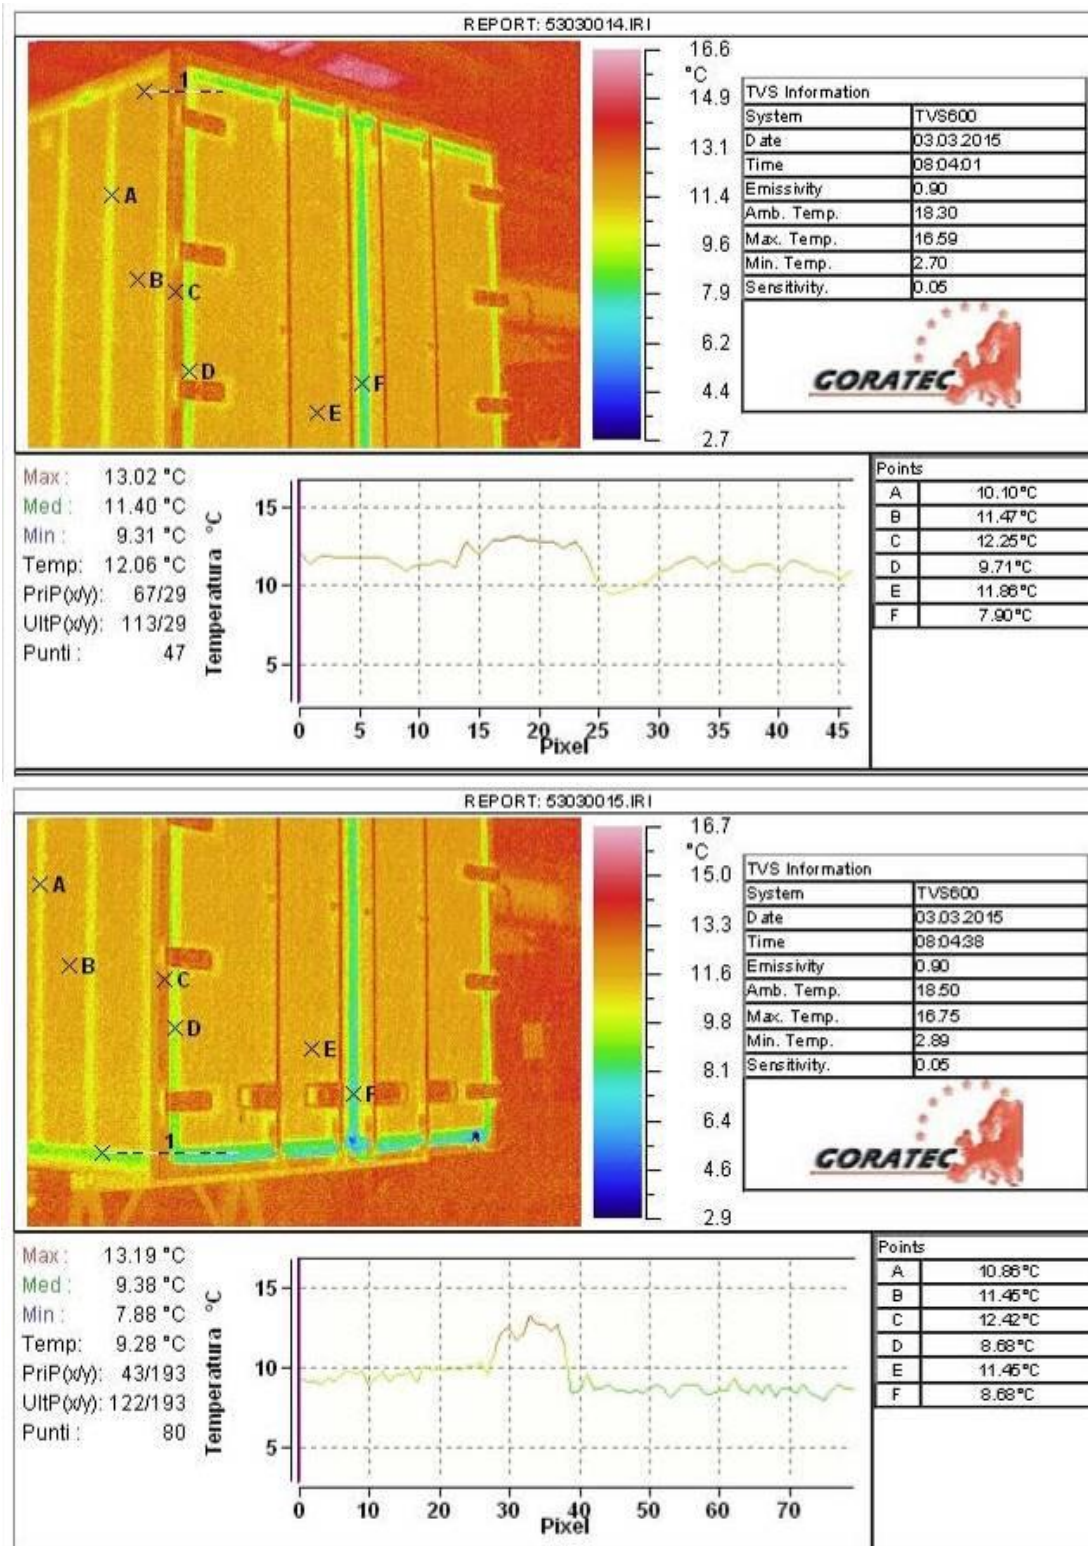 REPORT: 53030014.IRI
16.6
°C
14.9
13.1
11.4
9.6
7.9
6.2
4.4
2.7
1
A
B
C
D
E
F
TVS Information
System TVS600
Date 03.03.2015
Time 08:04:01
Emissivity 0.90
Amb. Temp. 18.30
Max. Temp. 16.59
Min. Temp. 2.70
Sensitivity. 0.05
GORATEC
Max : 13.02 °C
Med : 11.40 °C
Min : 9.31 °C
Temp: 12.06 °C
PriP(x/y): 67/29
UltP(x/y): 113/29
Punti : 47
Temperatura °C
15
10
5
0 5 10 15 20 25 30 35 40 45
Pixel
Points
A 10.10°C
B 11.47°C
C 12.25°C
D 9.71°C
E 11.86°C
F 7.90°C
REPORT: 53030015.IRI
16.7
°C
15.0
13.3
11.6
9.8
8.1
6.4
4.6
2.9
A
B
C
D
E
F
1
TVS Information
System TVS600
Date 03.03.2015
Time 08:04:38
Emissivity 0.90
Amb. Temp. 18.50
Max. Temp. 16.75
Min. Temp. 2.89
Sensitivity. 0.05
GORATEC
Max : 13.19 °C
Med : 9.38 °C
Min : 7.88 °C
Temp: 9.28 °C
PriP(x/y): 43/193
UltP(x/y): 122/193
Punti : 80
Temperatura °C
15
10
5
0 10 20 30 40 50 60 70
Pixel
Points
A 10.86°C
B 11.45°C
C 12.42°C
D 8.68°C
E 11.45°C
F 8.68°C